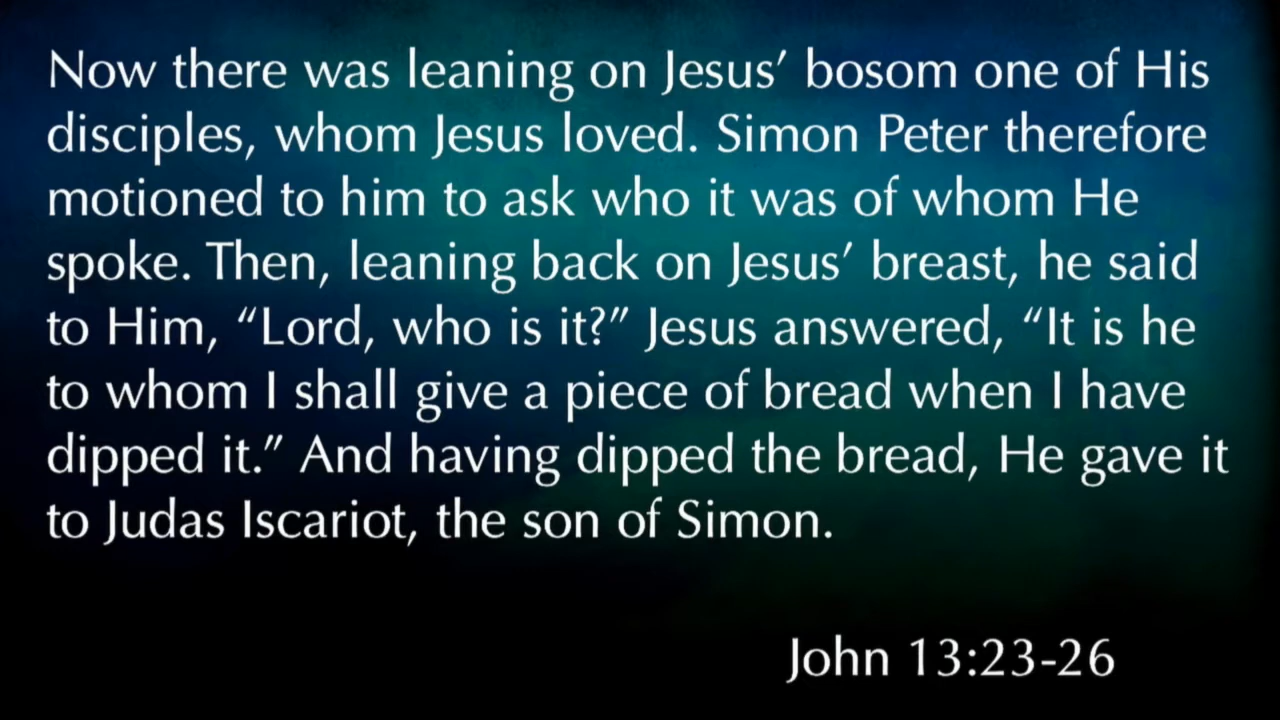 Now there was leaning on Jesus’ bosom one of His
disciples, whom Jesus loved. Simon Peter therefore
motioned to him to ask who it was of whom He
spoke. Then, leaning back on Jesus’ breast, he said
to Him, “Lord, who is it?” Jesus answered, “It is he
to whom I shall give a piece of bread when I have
dipped it.” And having dipped the bread, He gave it
to Judas Iscariot, the son of Simon.
John 13:23-26